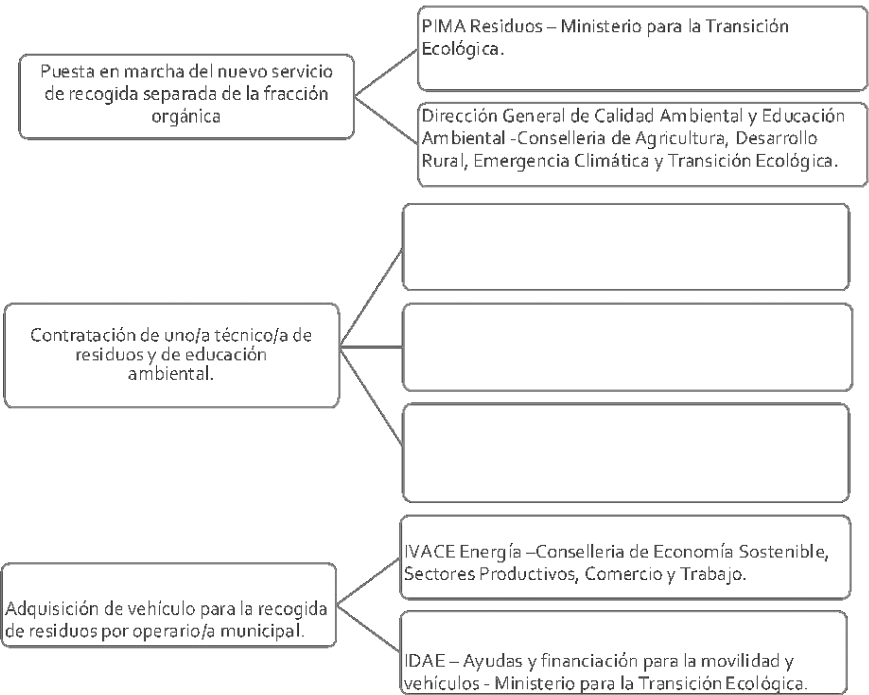 PIMA Residuos – Ministerio para la Transición
Ecológica.
Puesta en marcha del nuevo servicio
de recogida separada de la fracción
orgánica
Dirección General de Calidad Ambiental y Educación
Ambiental -Conselleria de Agricultura, Desarrollo
Rural, Emergencia Climática y Transición Ecológica.
Contratación de uno/a técnico/a de
residuos y de educación
ambiental.
IVACE Energía –Conselleria de Economía Sostenible,
Sectores Productivos, Comercio y Trabajo.
Adquisición de vehículo para la recogida
de residuos por operario/a municipal.
IDAE – Ayudas y financiación para la movilidad y
vehículos - Ministerio para la Transición Ecológica.